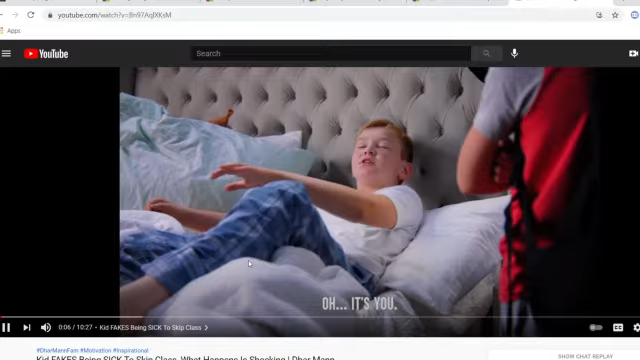 youtube.com/watch?v=
Apps
YouTube
Search
OH... IT'S YOU.
0:06 / 10:27 • Kid FAKES Being SICK To Skip Class
#DharMannFam #Motivation #Inspirational
Kid FAKES Being SICK To Skip Class, What Happens Is Shocking | Dhar Mann
SHOW CHAT REPLAY